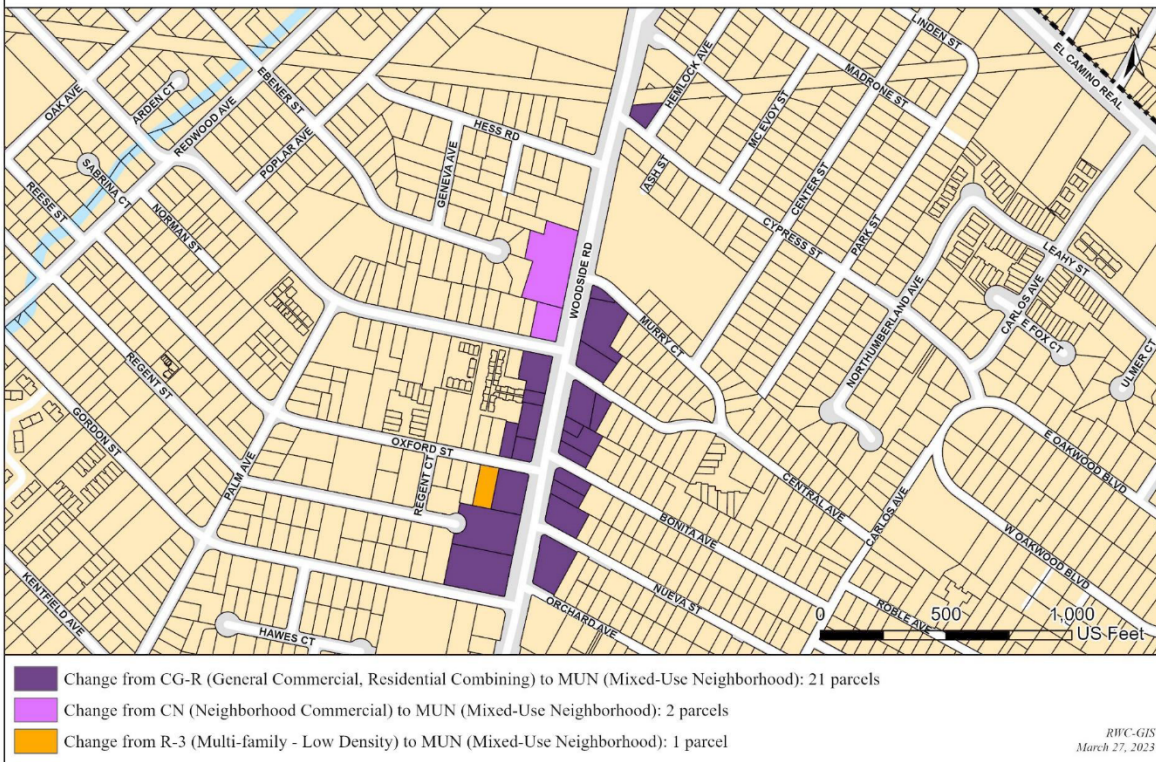 LINDEN ST
HEMLOCK AVE
MADRONE ST
EL CAMINO REAL
N
OAK AVE
ARDEN CT
EBENER ST
REDWOOD AVE
POPLAR AVE
HESS RD
MC EVOY ST
GENEVA AVE
ASH ST
CENTER ST
PARK ST
SABRINA CT
REESE ST
NORMAN ST
CYPRESS ST
LEAHY ST
WOODSIDE RD
NORTHUMBERLAND AVE
CARLOS AVE
E FOX CT
MURRY CT
ULMER CT
REGENT ST
GORDON ST
OXFORD ST
PALM AVE
REGENT CT
CENTRAL AVE
E OAKWOOD BLVD
BONITA AVE
CARLOS AVE
W OAKWOOD BLVD
KENTFIELD AVE
NUEVA ST
ORCHARD AVE
ROBLE AVE
HAWES CT
0 500 1,000
US Feet
Change from CG-R (General Commercial, Residential Combining) to MUN (Mixed-Use Neighborhood): 21 parcels
Change from CN (Neighborhood Commercial) to MUN (Mixed-Use Neighborhood): 2 parcels
Change from R-3 (Multi-family - Low Density) to MUN (Mixed-Use Neighborhood): 1 parcel
RWC-GIS
March 27, 2023